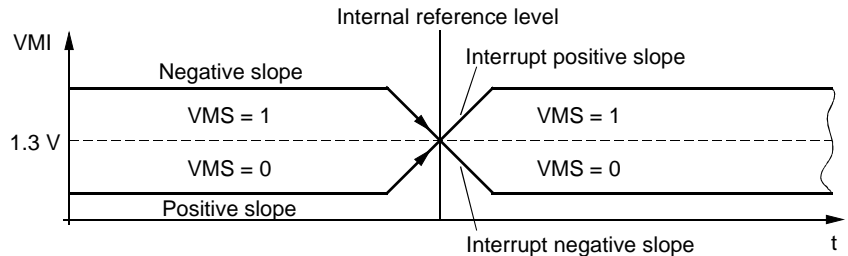 Internal reference level
VMI
Negative slope
Interrupt positive slope
VMS = 1
VMS = 1
1.3 V
VMS = 0
VMS = 0
Positive slope
Interrupt negative slope
t